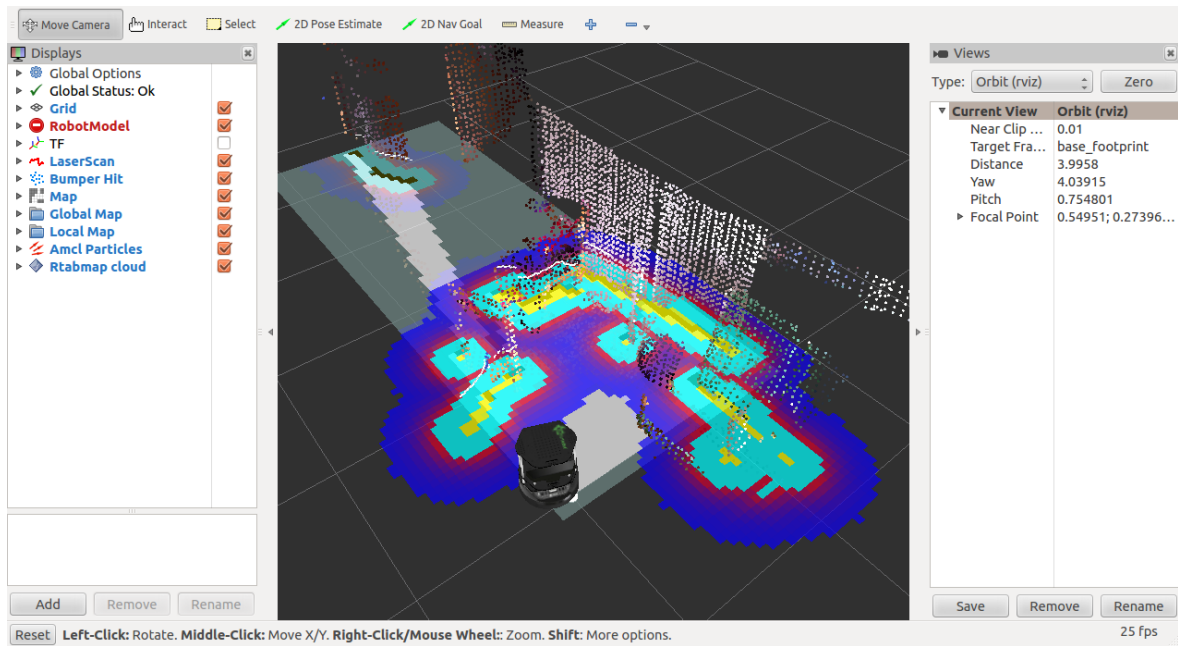 Move Camera Interact Select 2D Pose Estimate 2D Nav Goal Measure
Displays
Global Options
Global Status: Ok
Grid
RobotModel
TF
LaserScan
Bumper Hit
Map
Global Map
Local Map
Amcl Particles
Rtabmap cloud
Add Remove Rename
Views
Type: Orbit (rviz) Zero
Current View Orbit (rviz)
Near Clip ... 0.01
Target Fra... base_footprint
Distance 3.9958
Yaw 4.03915
Pitch 0.754801
Focal Point 0.54951; 0.27396...
Save Remove Rename
Reset Left-Click: Rotate. Middle-Click: Move X/Y. Right-Click/Mouse Wheel:: Zoom. Shift: More options. 25 fps